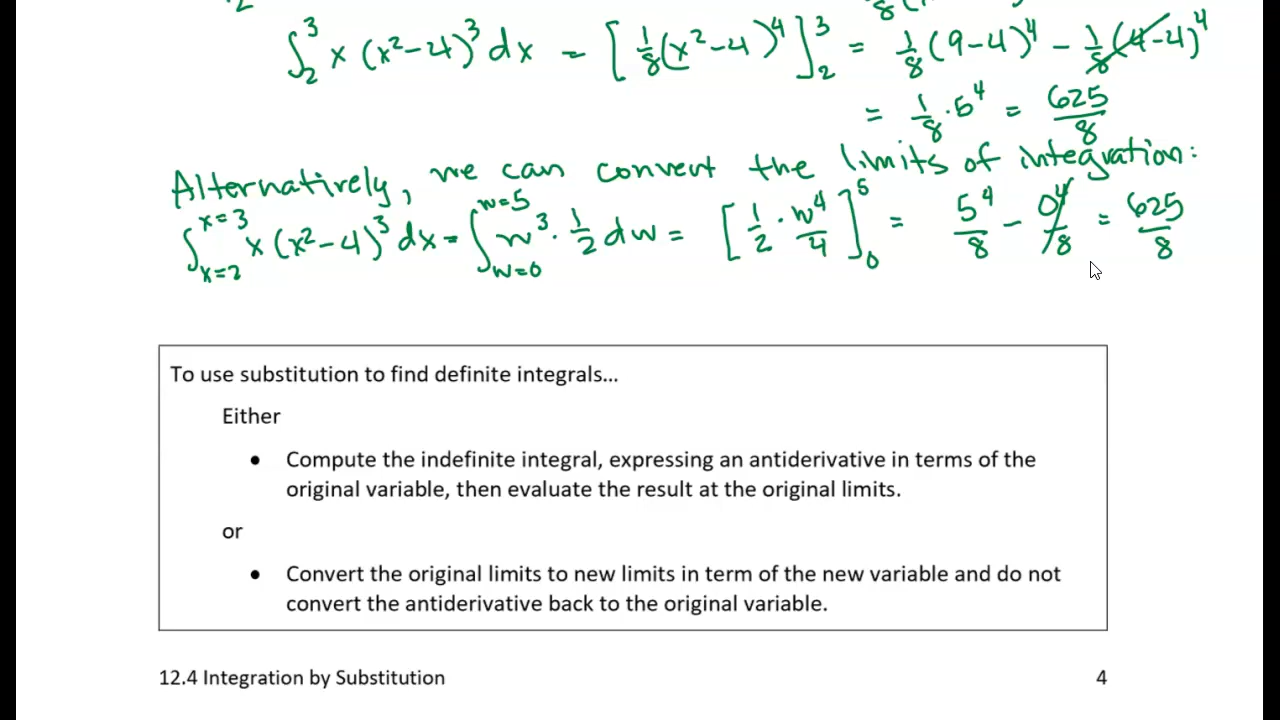 ∫₂³ x (x² - 4)³ dx = [ 1/8 (x² - 4)⁴ ]₂³ = 1/8 (9 - 4)⁴ - 1/8 (4 - 4)⁴
= 1/8 · 5⁴ = 625/8
Alternatively, we can convert the limits of integration:
∫_{x=2}^{x=3} x (x² - 4)³ dx = ∫_{w=0}^{w=5} w³ · 1/2 dw = [ 1/2 · w⁴/4 ]₀⁵ = 5⁴/8 - 0⁴/8 = 625/8
To use substitution to find definite integrals...
Either
• Compute the indefinite integral, expressing an antiderivative in terms of the
original variable, then evaluate the result at the original limits.
or
• Convert the original limits to new limits in term of the new variable and do not
convert the antiderivative back to the original variable.
12.4 Integration by Substitution 4